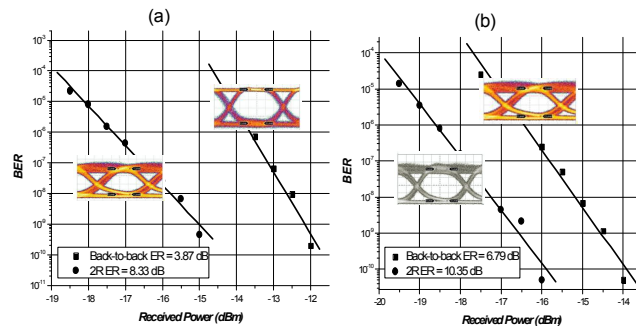 (a)
10-3
10-4
10-5
10-6
10-7
10-8
10-9
10-10
10-11
BER
Back-to-back ER = 3.87 dB
2R ER = 8.33 dB
-19 -18 -17 -16 -15 -14 -13 -12
Received Power (dBm)
(b)
10-4
10-5
10-6
10-7
10-8
10-9
10-10
BER
Back-to-back ER = 6.79 dB
2R ER = 10.35 dB
-20 -19 -18 -17 -16 -15 -14
Received Power (dBm)